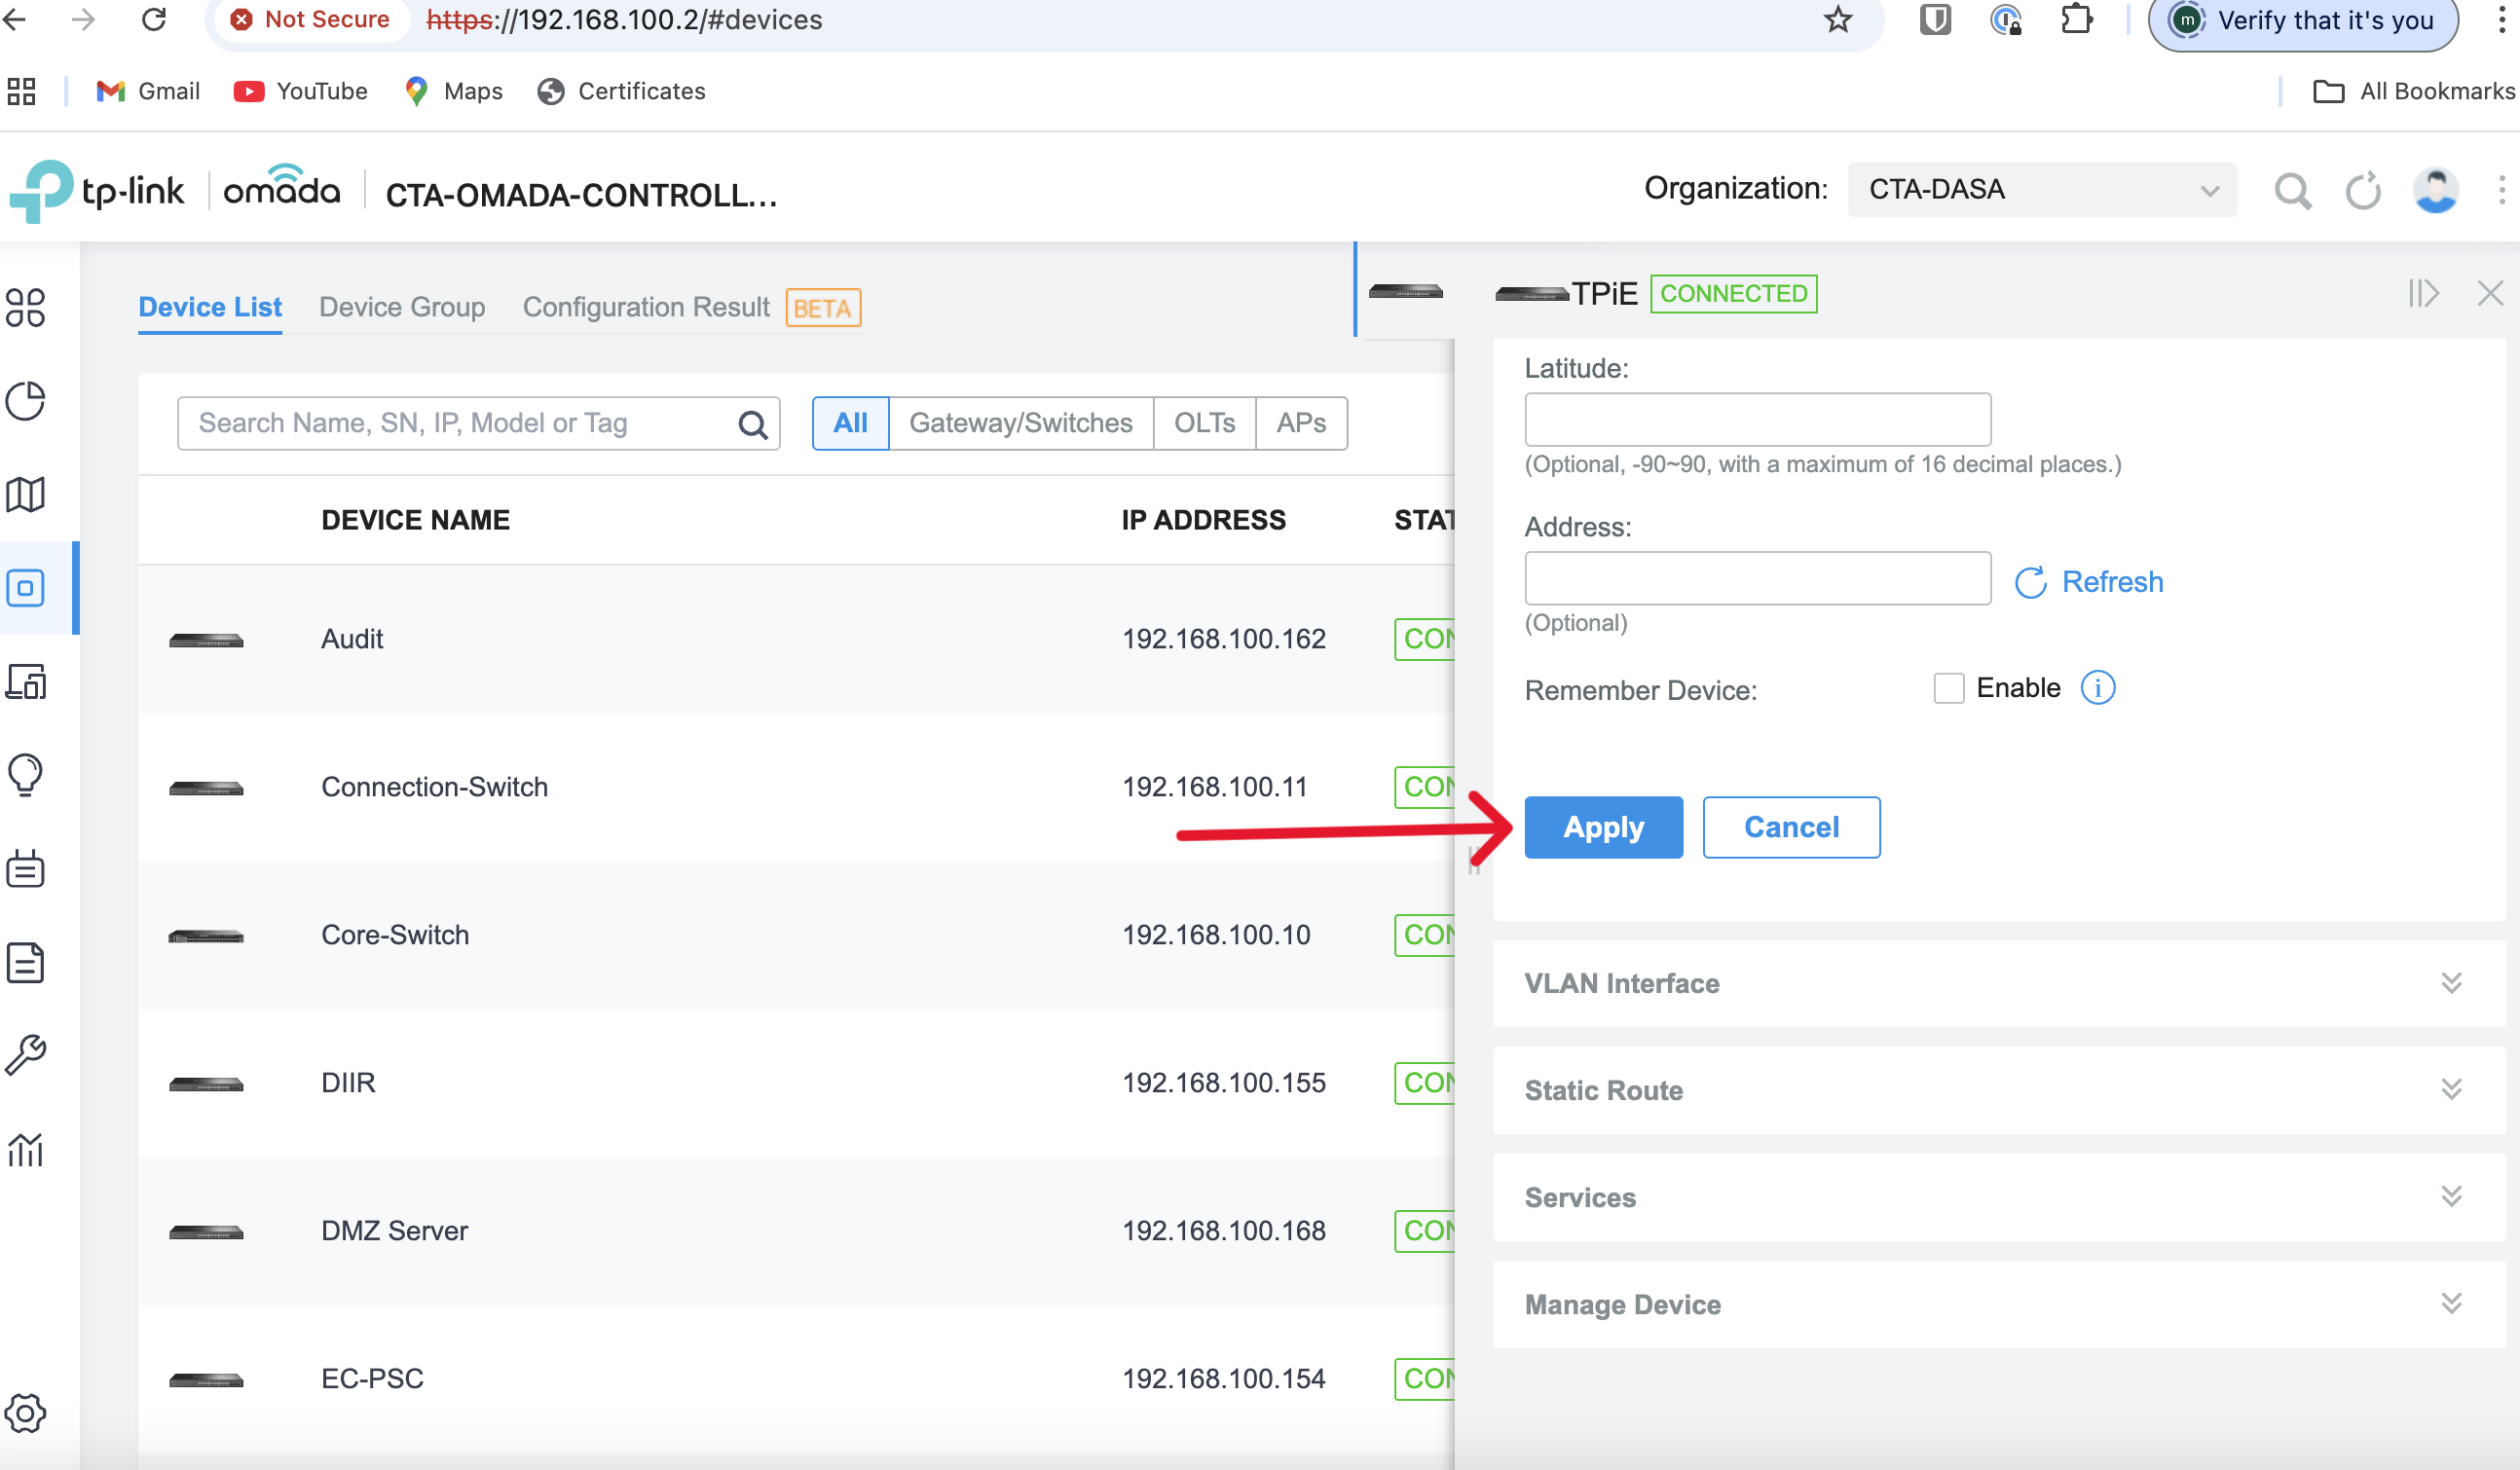 Not Secure https://192.168.100.2/#devices
m Verify that it's you
Gmail YouTube Maps Certificates All Bookmarks
tp-link omada CTA-OMADA-CONTROLL... Organization: CTA-DASA
Device List Device Group Configuration Result BETA
TPiE CONNECTED
Search Name, SN, IP, Model or Tag All Gateway/Switches OLTs APs
DEVICE NAME IP ADDRESS STAT
Audit 192.168.100.162 CON
Connection-Switch 192.168.100.11 CON
Core-Switch 192.168.100.10 CON
DIIR 192.168.100.155 CON
DMZ Server 192.168.100.168 CON
EC-PSC 192.168.100.154 CON
Latitude:
(Optional, -90~90, with a maximum of 16 decimal places.)
Address:
Refresh
(Optional)
Remember Device: Enable
Apply Cancel
VLAN Interface
Static Route
Services
Manage Device